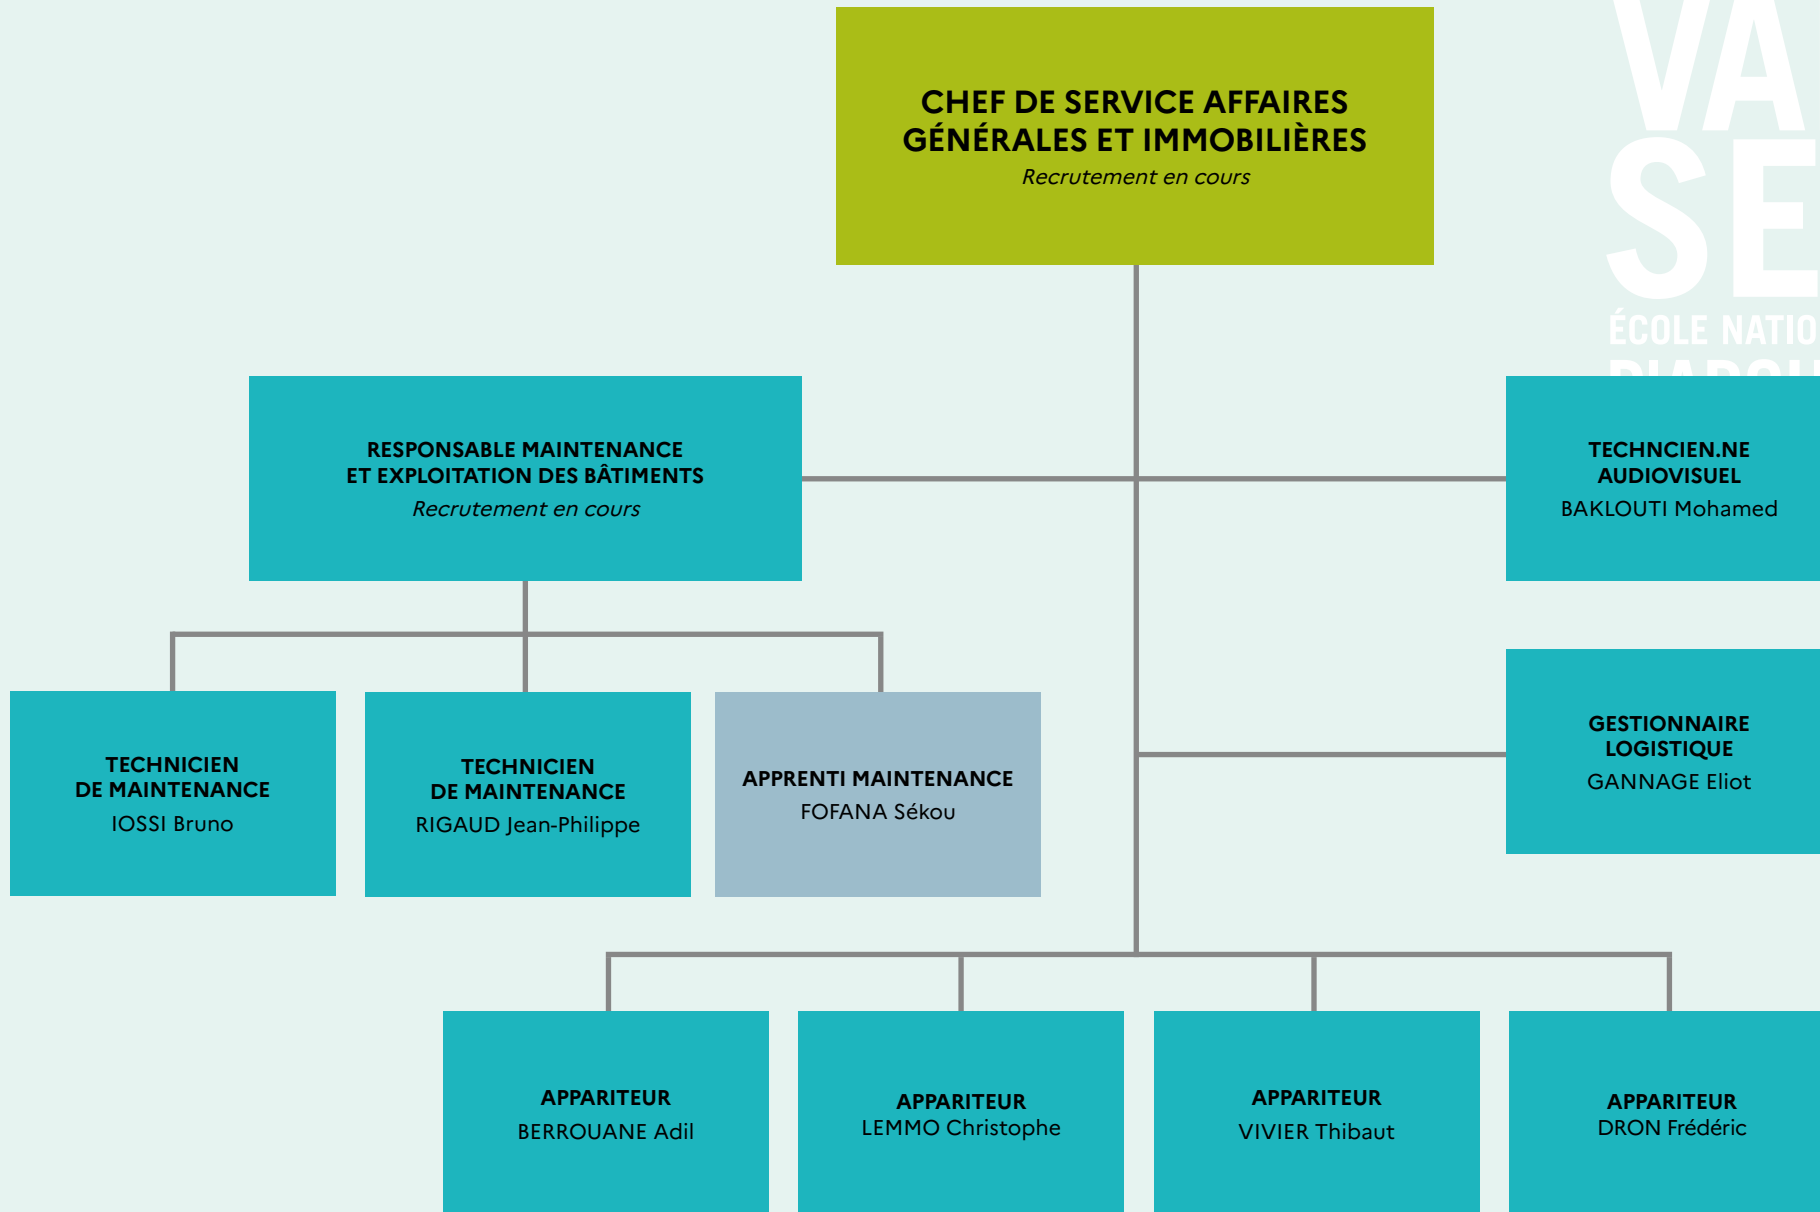 VA
SE
ÉCOLE NATIO
CHEF DE SERVICE AFFAIRES
GÉNÉRALES ET IMMOBILIÈRES
Recrutement en cours
RESPONSABLE MAINTENANCE
ET EXPLOITATION DES BÂTIMENTS
Recrutement en cours
TECHNCIEN.NE
AUDIOVISUEL
BAKLOUTI Mohamed
TECHNICIEN
DE MAINTENANCE
IOSSI Bruno
TECHNICIEN
DE MAINTENANCE
RIGAUD Jean-Philippe
APPRENTI MAINTENANCE
FOFANA Sékou
GESTIONNAIRE
LOGISTIQUE
GANNAGE Eliot
APPARITEUR
BERROUANE Adil
APPARITEUR
LEMMO Christophe
APPARITEUR
VIVIER Thibaut
APPARITEUR
DRON Frédéric